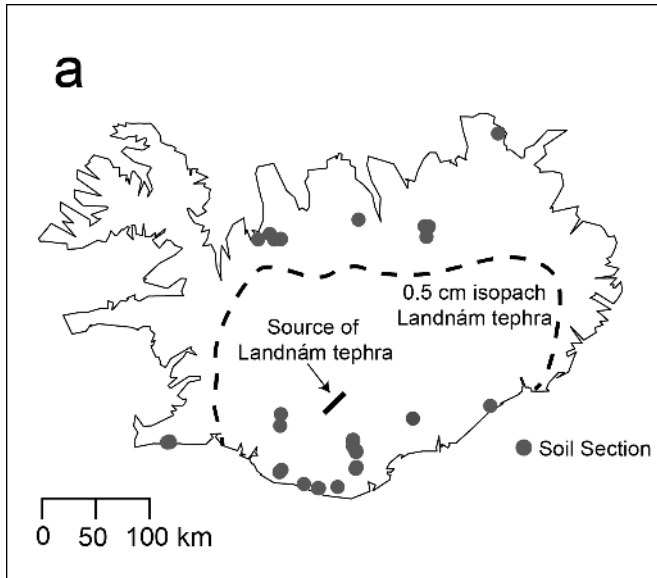 a
0.5 cm isopach
Landnám tephra
Source of
Landnám tephra
Soil Section
0 50 100 km